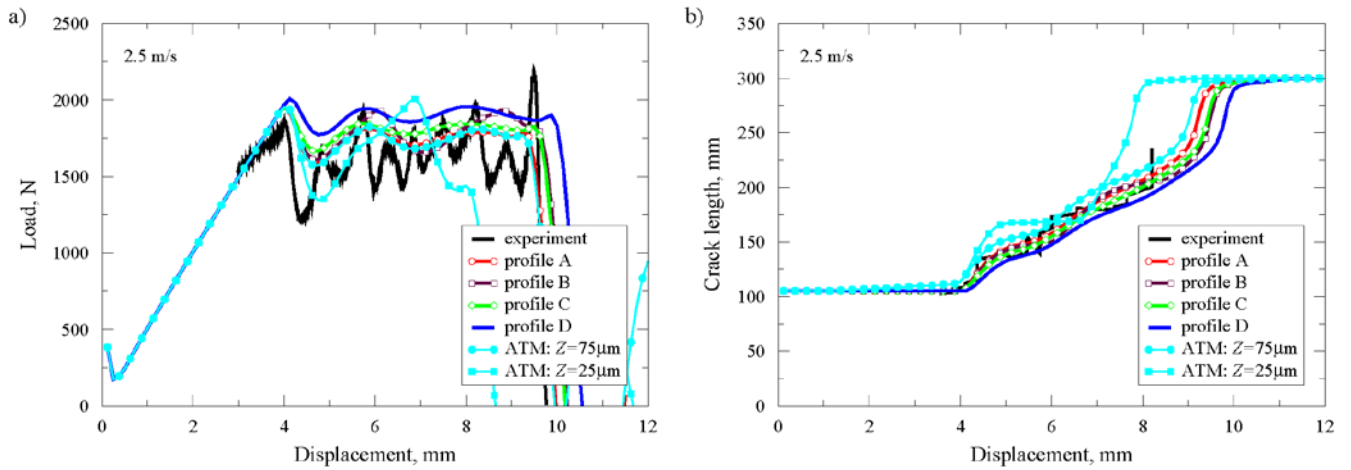 a)
2.5 m/s
2500
2000
1500
1000
500
0
Load, N
0 2 4 6 8 10 12
Displacement, mm
experiment
profile A
profile B
profile C
profile D
ATM: Z=75μm
ATM: Z=25μm
b)
2.5 m/s
350
300
250
200
150
100
50
0
Crack length, mm
0 2 4 6 8 10 12
Displacement, mm
experiment
profile A
profile B
profile C
profile D
ATM: Z=75μm
ATM: Z=25μm